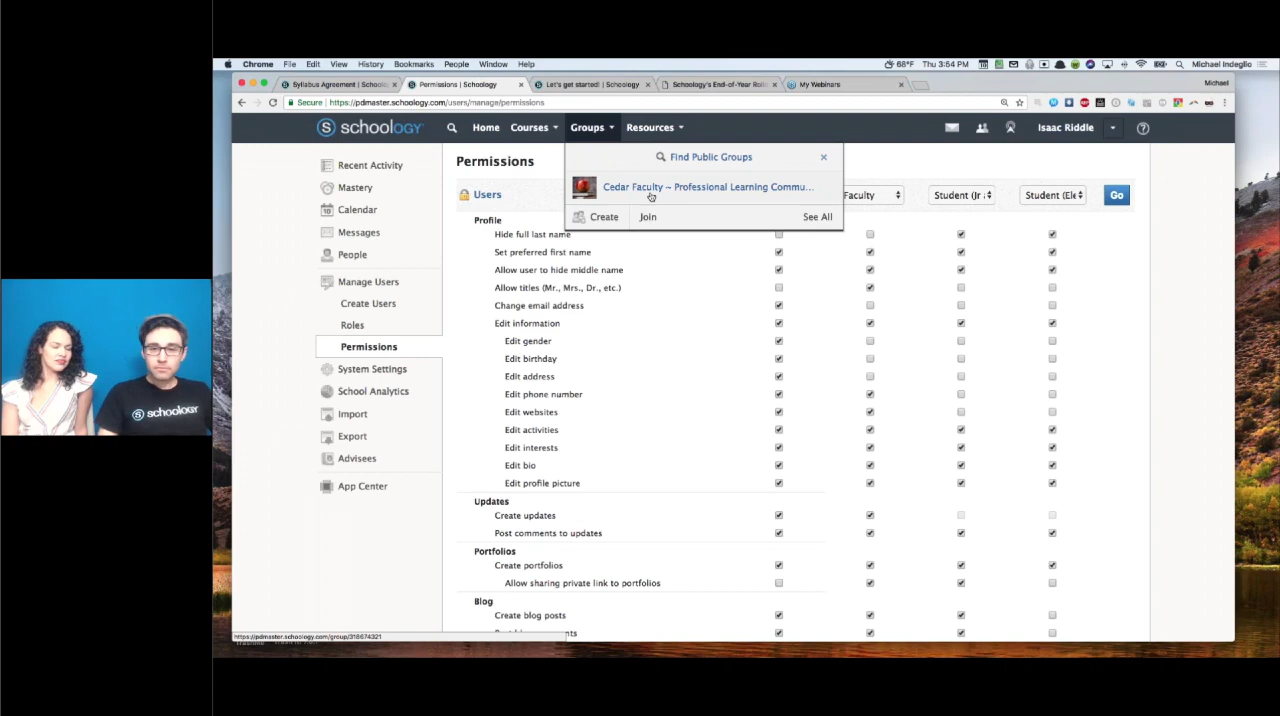 Chrome File Edit View History Bookmarks People Window Help 68°F Thu 3:54 PM Michael Indeglio
Syllabus Agreement | Schoolo Permissions | Schoology Let's get started! | Schoology Schoology's End-of-Year Rollo My Webinars Michael
Secure https://pdmaster.schoology.com/users/manage/permissions
S schoology Home Courses Groups Resources Isaac Riddle
Find Public Groups
Cedar Faculty – Professional Learning Commu...
Create Join See All
Recent Activity
Mastery
Calendar
Messages
People
Manage Users
Create Users
Roles
Permissions
System Settings
School Analytics
Import
Export
Advisees
App Center
Permissions
Users Faculty Student (Jr Student (Ele Go
Profile
Hide full last name
Set preferred first name
Allow user to hide middle name
Allow titles (Mr., Mrs., Dr., etc.)
Change email address
Edit information
Edit gender
Edit birthday
Edit address
Edit phone number
Edit websites
Edit activities
Edit interests
Edit bio
Edit profile picture
Updates
Create updates
Post comments to updates
Portfolios
Create portfolios
Allow sharing private link to portfolios
Blog
Create blog posts
https://pdmaster.schoology.com/group/318674321
S schoology